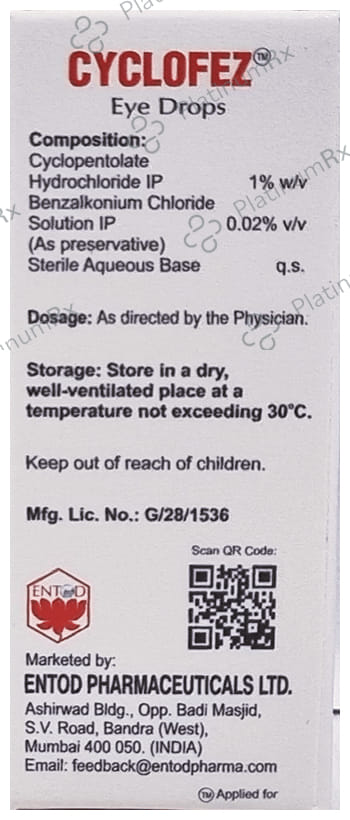 CYCLOFEZ™
Eye Drops
Composition:
Cyclopentolate
Hydrochloride IP 1% w/v
Benzalkonium Chloride
Solution IP 0.02% v/v
(As preservative)
Sterile Aqueous Base q.s.
Dosage: As directed by the Physician.
Storage: Store in a dry,
well-ventilated place at a
temperature not exceeding 30°C.
Keep out of reach of children.
Mfg. Lic. No.: G/28/1536
Scan QR Code:
ENTOD
Marketed by:
ENTOD PHARMACEUTICALS LTD.
Ashirwad Bldg., Opp. Badi Masjid,
S.V. Road, Bandra (West),
Mumbai 400 050. (INDIA)
Email: feedback@entodpharma.com
TM Applied for
PlatinumRx
PlatinumRx